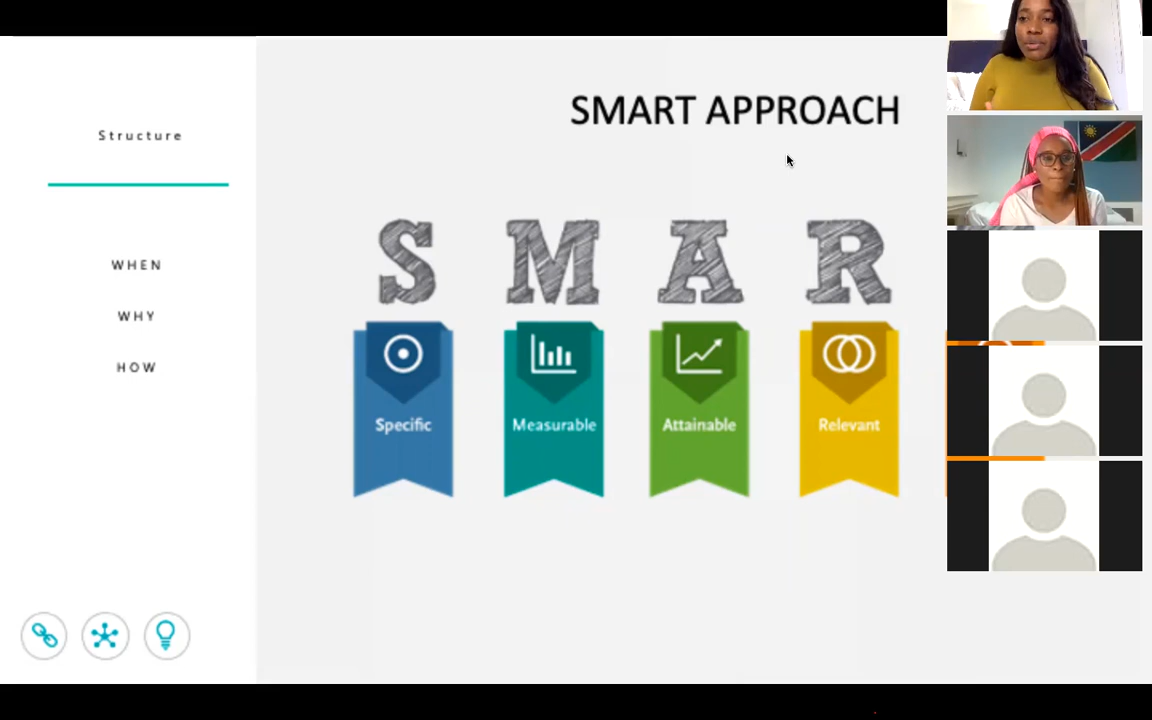 Structure
WHEN
WHY
HOW
SMART APPROACH
S M A R
Specific Measurable Attainable Relevant